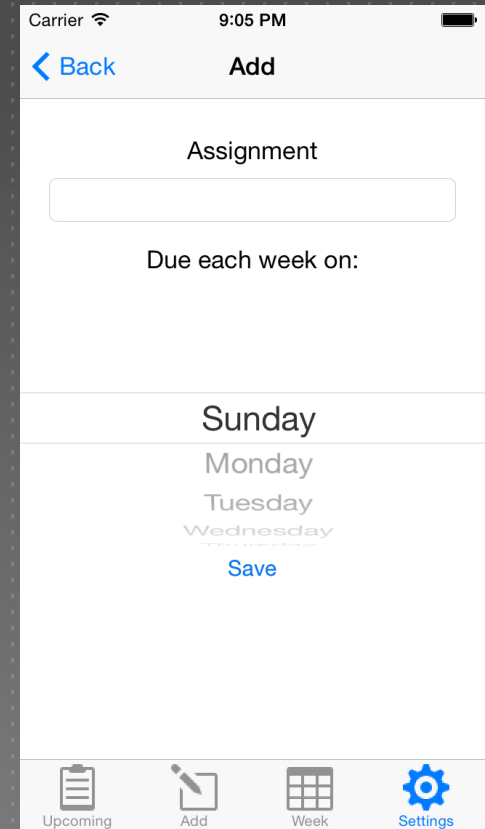 Carrier 9:05 PM
Back Add
Assignment
Due each week on:
Sunday
Monday
Tuesday
Wednesday
Thursday
Save
Upcoming Add Week Settings